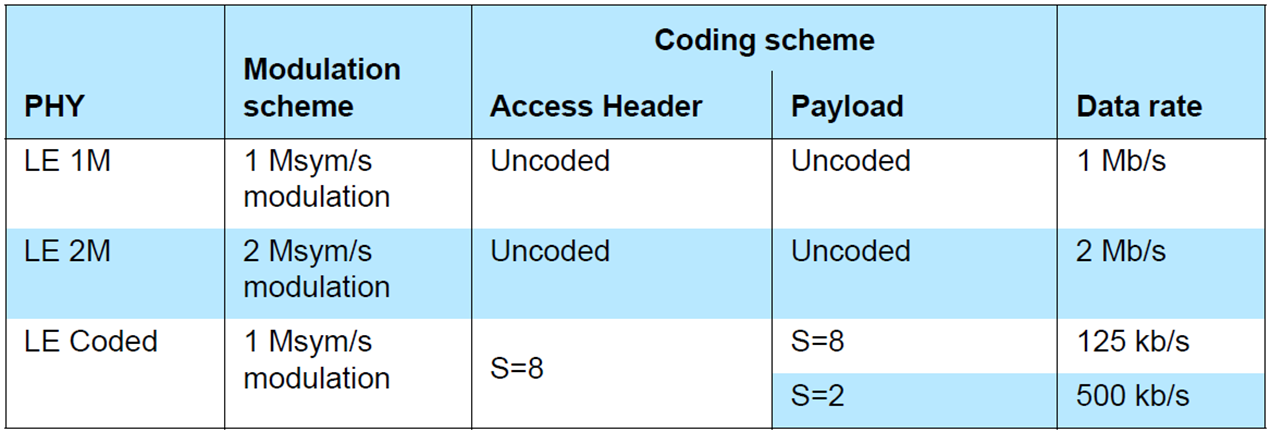 Coding scheme
PHY
Modulation
scheme
Access Header
Payload
Data rate
LE 1M
1 Msym/s
modulation
Uncoded
Uncoded
1 Mb/s
LE 2M
2 Msym/s
modulation
Uncoded
Uncoded
2 Mb/s
LE Coded
1 Msym/s
modulation
S=8
S=8
125 kb/s
S=2
500 kb/s